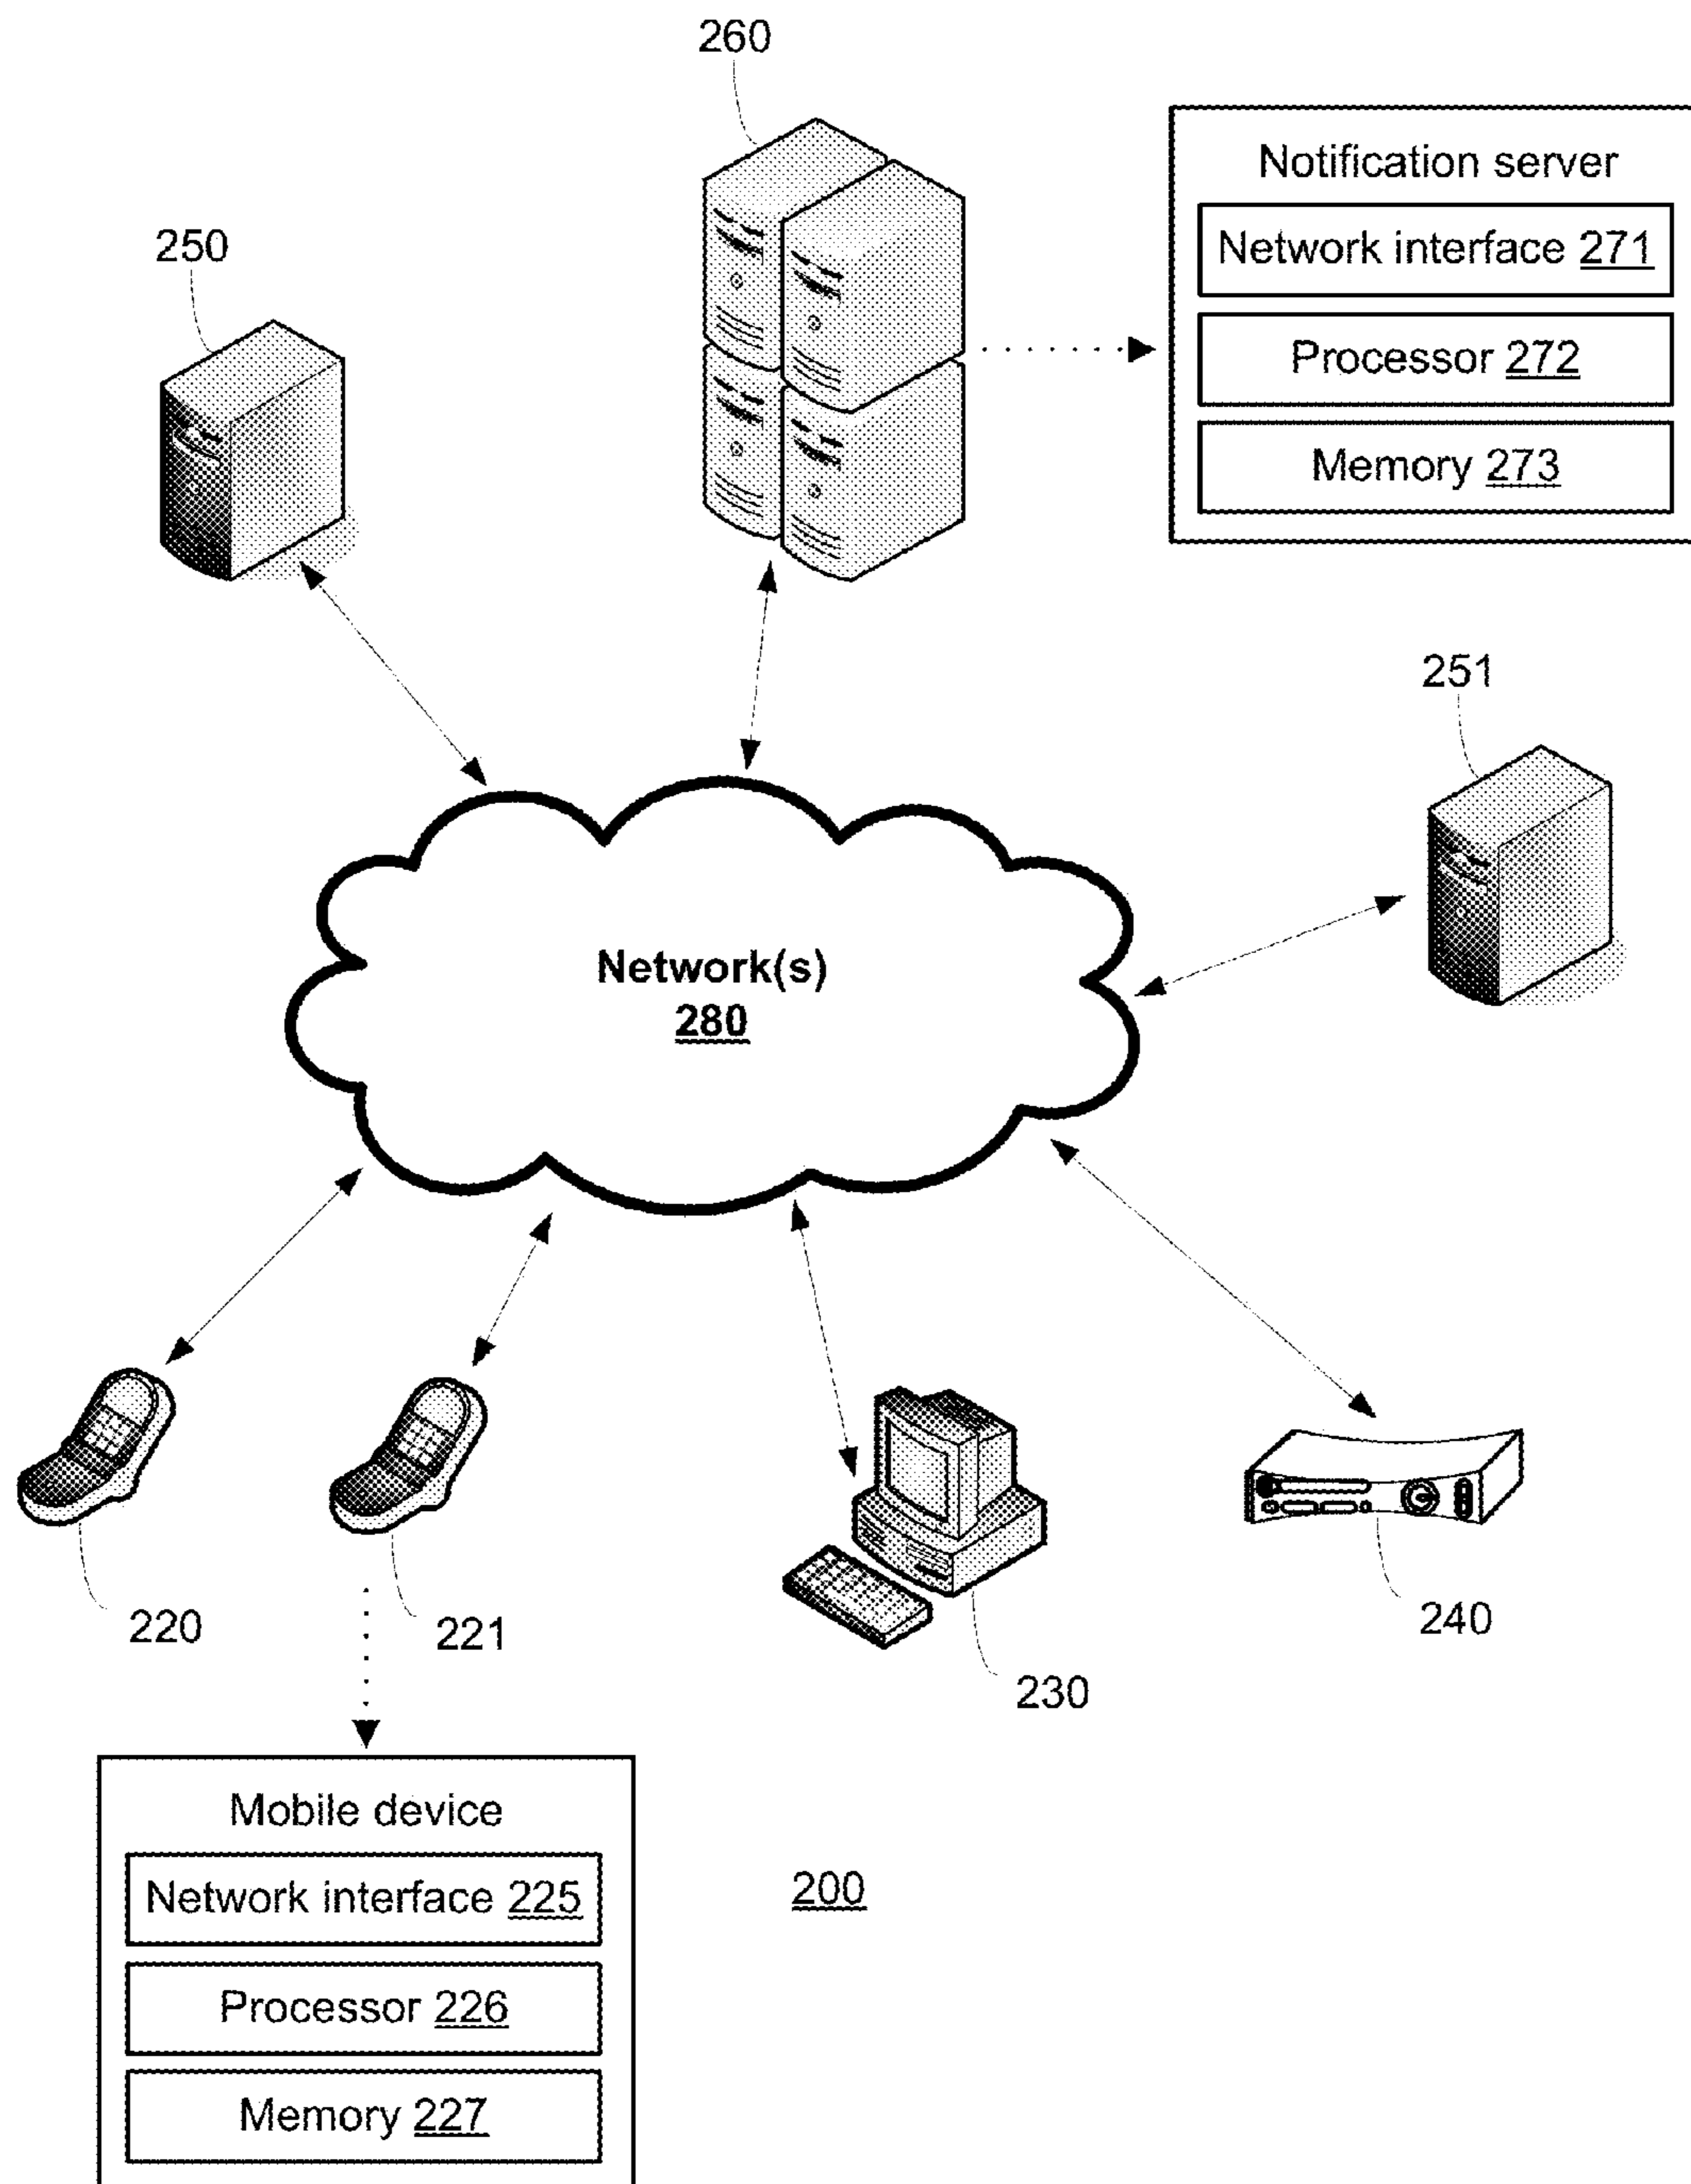 260
Notification server
Network interface 271
Processor 272
Memory 273
250
251
Network(s)
280
220
221
230
240
Mobile device
Network interface 225
Processor 226
Memory 227
200